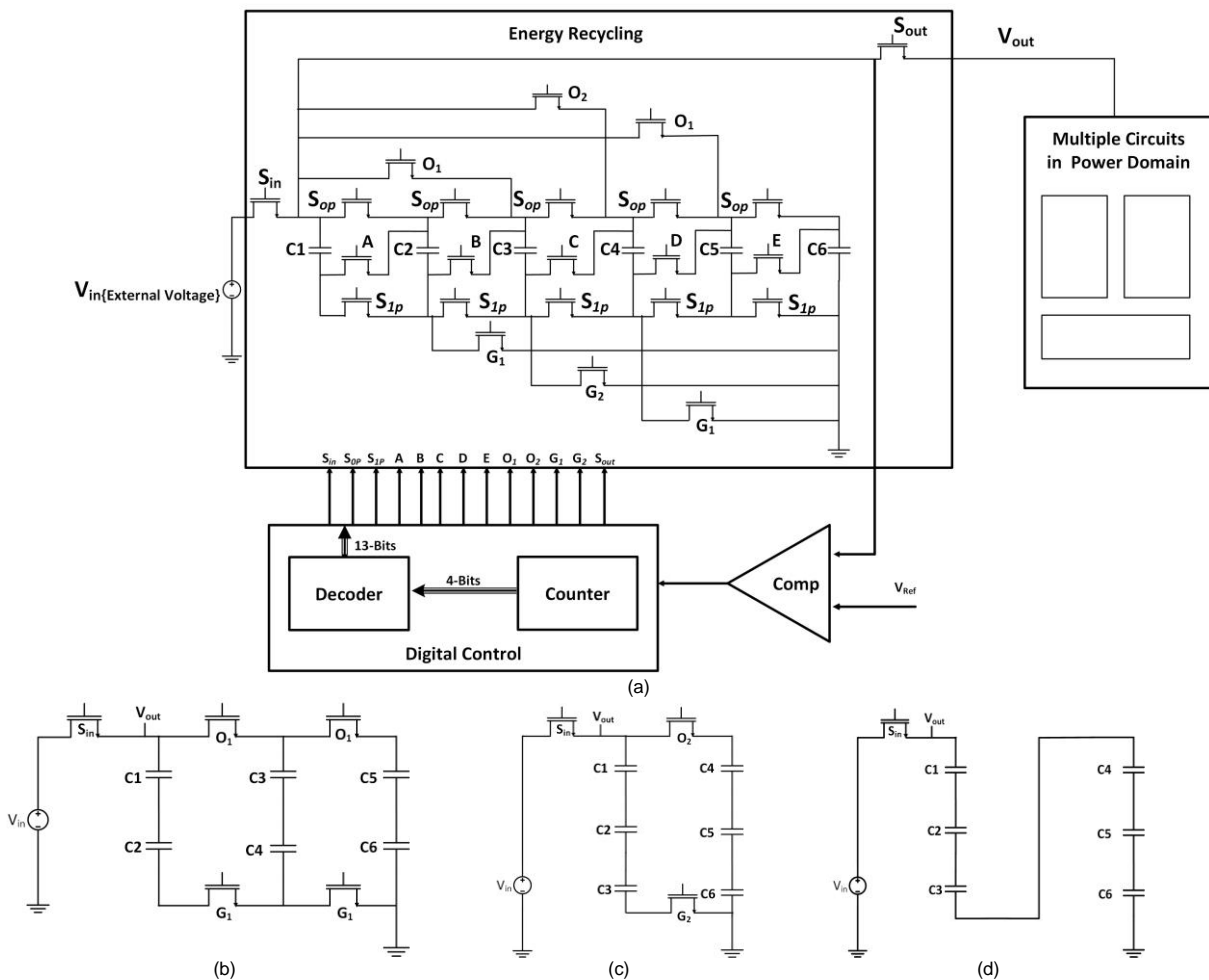 Energy Recycling
Sout
Vout
O2
O1
O1
Multiple Circuits
in Power Domain
Sin
Sop Sop Sop Sop Sop
C1 A C2 B C3 C C4 D C5 E C6
Vin{External Voltage}
S1p S1p S1p S1p S1p
G1
G2
G1
Sin S0P S1P A B C D E O1 O2 G1 G2 Sout
13-Bits
Decoder
4-Bits
Counter
Comp
VRef
Digital Control
(a)
Sin Vout O1 O1
C1 C3 C5
Vin
C2 C4 C6
G1 G1
(b)
Sin Vout O2
C1 C4
C2 C5
Vin
C3 C6
G2
(c)
Sin Vout
C1 C4
C2 C5
Vin
C3 C6
(d)